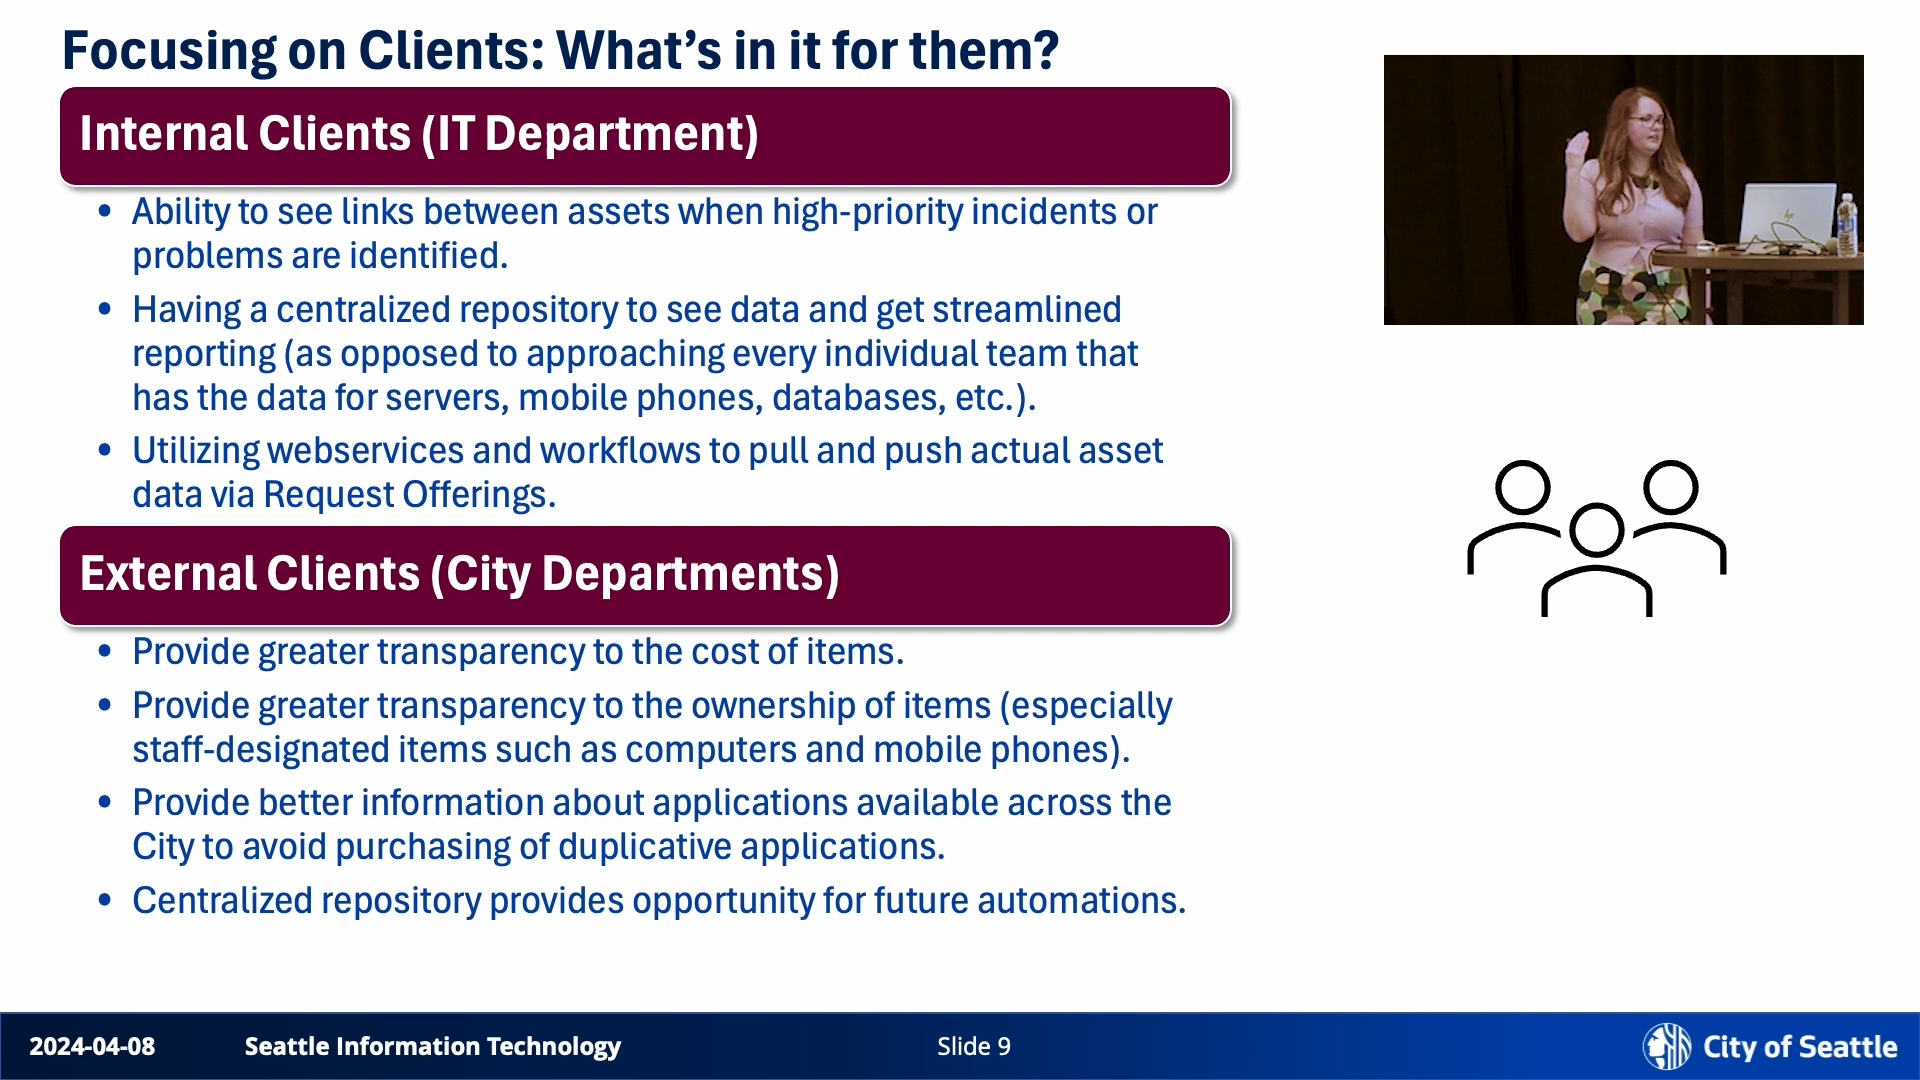 Focusing on Clients: What's in it for them?
Internal Clients (IT Department)
• Ability to see links between assets when high-priority incidents or
problems are identified.
• Having a centralized repository to see data and get streamlined
reporting (as opposed to approaching every individual team that
has the data for servers, mobile phones, databases, etc.).
• Utilizing webservices and workflows to pull and push actual asset
data via Request Offerings.
External Clients (City Departments)
• Provide greater transparency to the cost of items.
• Provide greater transparency to the ownership of items (especially
staff-designated items such as computers and mobile phones).
• Provide better information about applications available across the
City to avoid purchasing of duplicative applications.
• Centralized repository provides opportunity for future automations.
2024-04-08
Seattle Information Technology
Slide 9
City of Seattle
hp